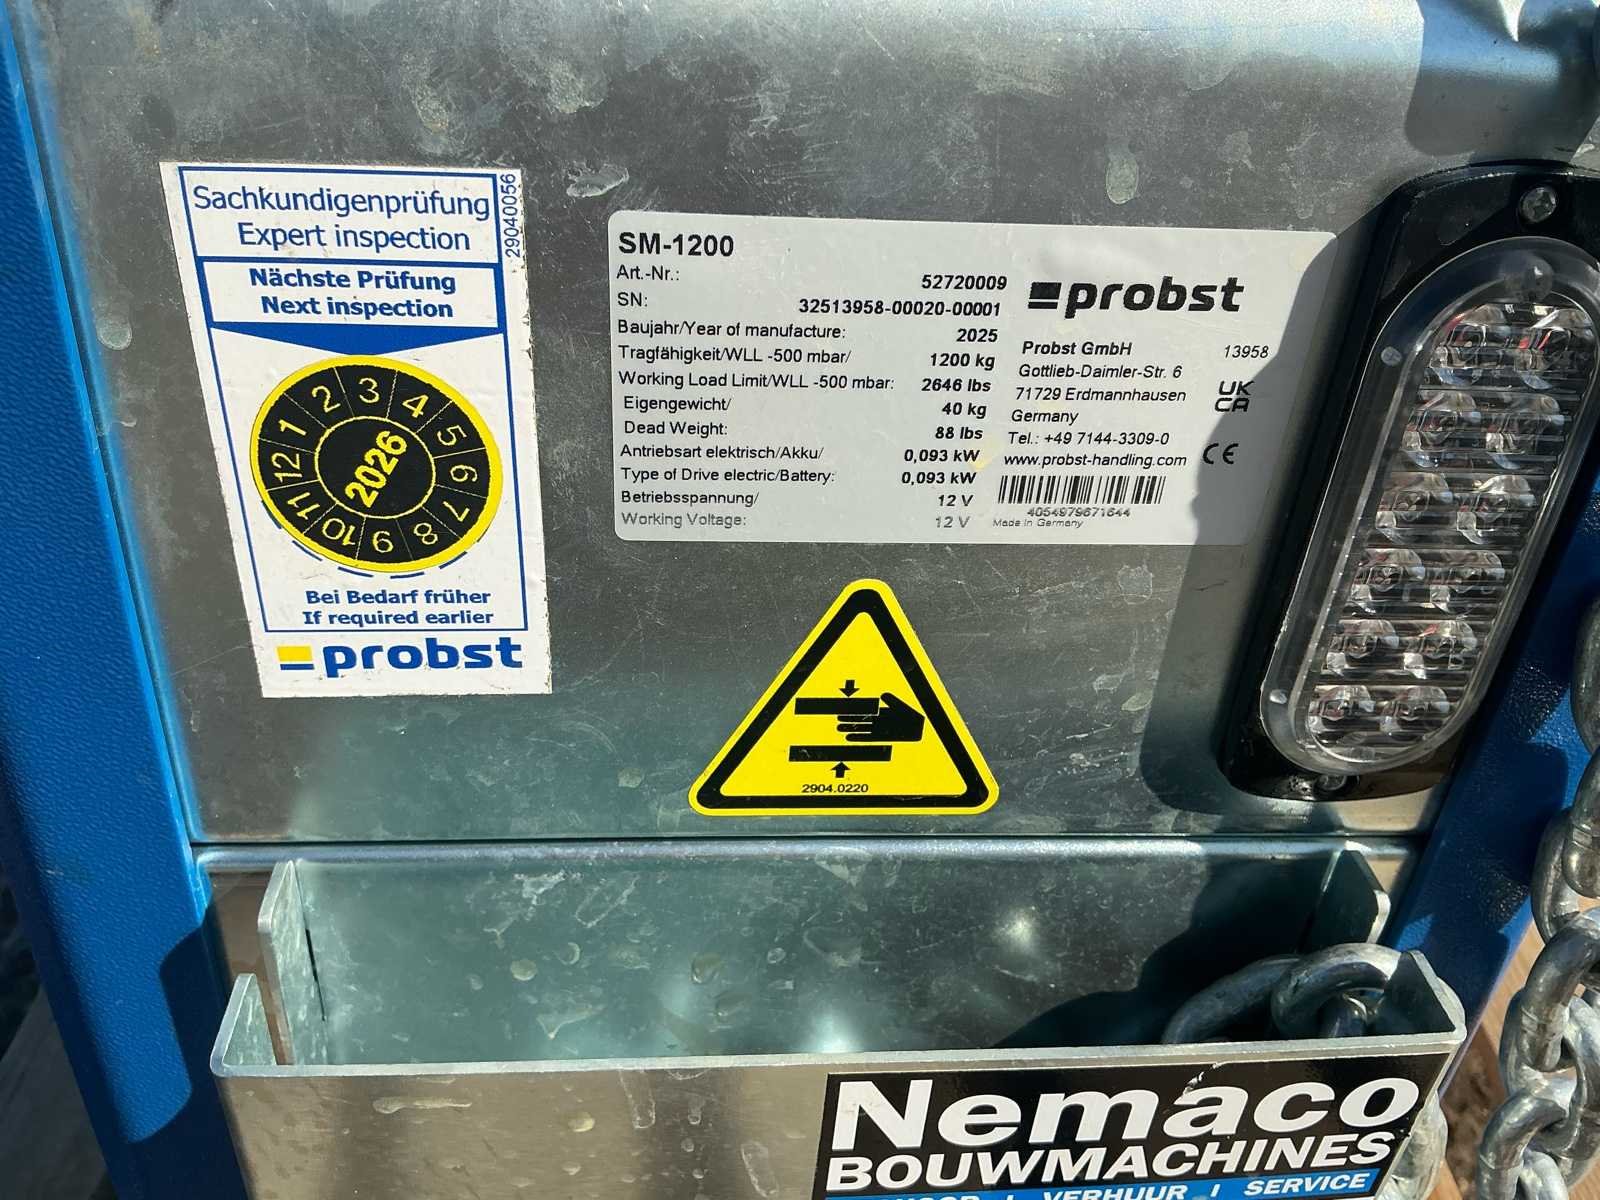 Sachkundigenprüfung
Expert inspection
29040056
Nächste Prüfung
Next inspection
1
2
3
4
5
6
7
8
9
10
11
12
2026
Bei Bedarf früher
If required earlier
probst
SM-1200
Art.-Nr.: 52720009
SN: 32513958-00020-00001
Baujahr/Year of manufacture: 2025
Tragfähigkeit/WLL -500 mbar/ 1200 kg
Working Load Limit/WLL -500 mbar: 2646 lbs
Eigengewicht/ 40 kg
Dead Weight: 88 lbs
Antriebsart elektrisch/Akku/ 0,093 kW
Type of Drive electric/Battery: 0,093 kW
Betriebsspannung/ 12 V
Working Voltage: 12 V
probst
Probst GmbH 13958
Gottlieb-Daimler-Str. 6
71729 Erdmannhausen
Germany
Tel.: +49 7144-3309-0
www.probst-handling.com
UK
CA
CE
4054979671644
Made in Germany
2904.0220
Nemaco
BOUWMACHINES
| VERHUUR | SERVICE